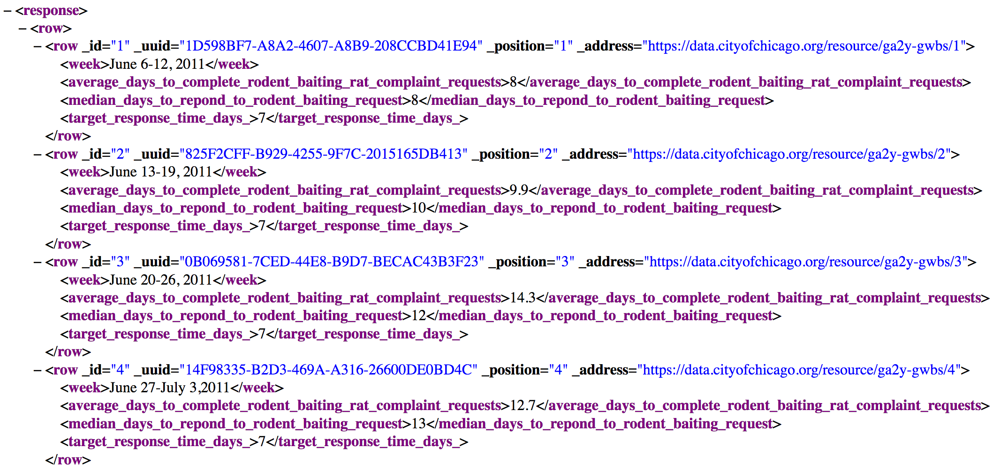 – <response>
– <row>
– <row _id="1" _uuid="1D598BF7-A8A2-4607-A8B9-208CCBD41E94" _position="1" _address="https://data.cityofchicago.org/resource/ga2y-gwbs/1">
<week>June 6-12, 2011</week>
<average_days_to_complete_rodent_baiting_rat_complaint_requests>8</average_days_to_complete_rodent_baiting_rat_complaint_requests>
<median_days_to_repond_to_rodent_baiting_request>8</median_days_to_repond_to_rodent_baiting_request>
<target_response_time_days_>7</target_response_time_days_>
</row>
– <row _id="2" _uuid="825F2CFF-B929-4255-9F7C-2015165DB413" _position="2" _address="https://data.cityofchicago.org/resource/ga2y-gwbs/2">
<week>June 13-19, 2011</week>
<average_days_to_complete_rodent_baiting_rat_complaint_requests>9.9</average_days_to_complete_rodent_baiting_rat_complaint_requests>
<median_days_to_repond_to_rodent_baiting_request>10</median_days_to_repond_to_rodent_baiting_request>
<target_response_time_days_>7</target_response_time_days_>
</row>
– <row _id="3" _uuid="0B069581-7CED-44E8-B9D7-BECAC43B3F23" _position="3" _address="https://data.cityofchicago.org/resource/ga2y-gwbs/3">
<week>June 20-26, 2011</week>
<average_days_to_complete_rodent_baiting_rat_complaint_requests>14.3</average_days_to_complete_rodent_baiting_rat_complaint_requests>
<median_days_to_repond_to_rodent_baiting_request>12</median_days_to_repond_to_rodent_baiting_request>
<target_response_time_days_>7</target_response_time_days_>
</row>
– <row _id="4" _uuid="14F98335-B2D3-469A-A316-26600DE0BD4C" _position="4" _address="https://data.cityofchicago.org/resource/ga2y-gwbs/4">
<week>June 27-July 3,2011</week>
<average_days_to_complete_rodent_baiting_rat_complaint_requests>12.7</average_days_to_complete_rodent_baiting_rat_complaint_requests>
<median_days_to_repond_to_rodent_baiting_request>13</median_days_to_repond_to_rodent_baiting_request>
<target_response_time_days_>7</target_response_time_days_>
</row>